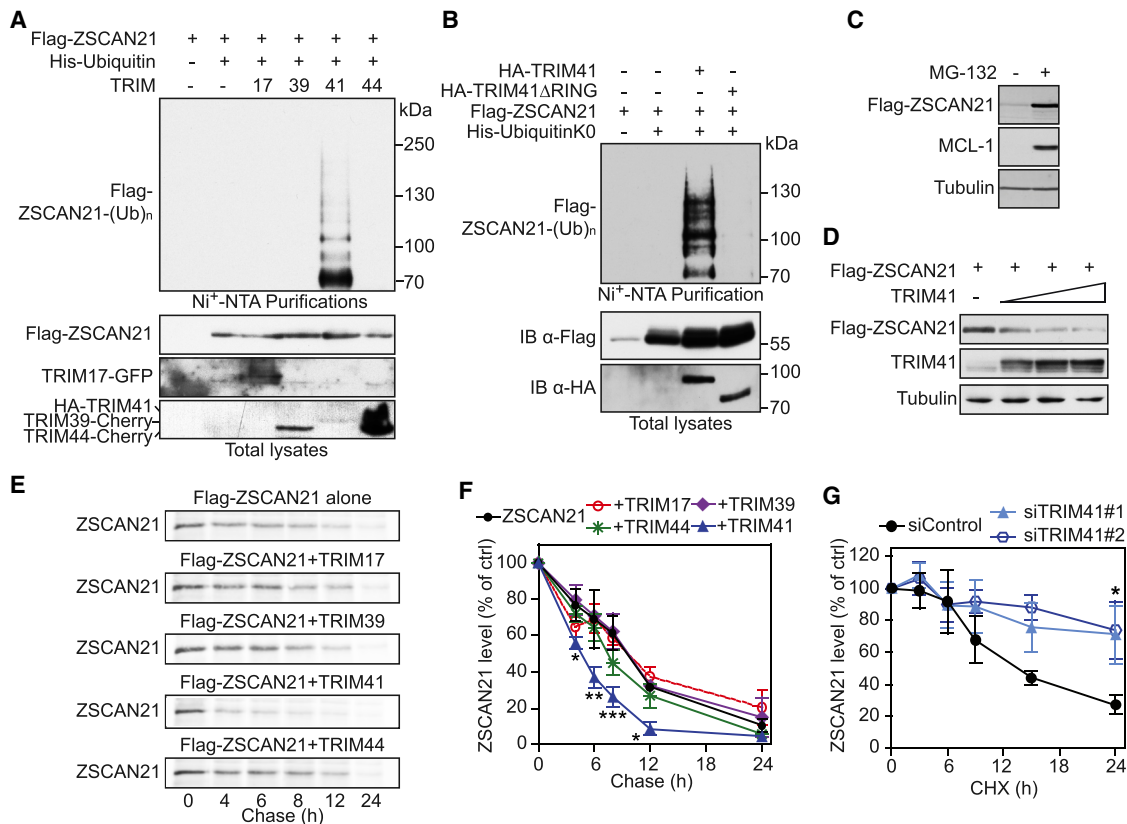 A
Flag-ZSCAN21 + + + + + +
His-Ubiquitin - + + + + +
TRIM - - 17 39 41 44
kDa
250
130
100
70
Flag-
ZSCAN21-(Ub)n
Ni+-NTA Purifications
Flag-ZSCAN21
TRIM17-GFP
HA-TRIM41
TRIM39-Cherry
TRIM44-Cherry
Total lysates
B
HA-TRIM41 - - + -
HA-TRIM41ΔRING - - - +
Flag-ZSCAN21 + + + +
His-UbiquitinK0 - + + +
kDa
130
100
70
Flag-
ZSCAN21-(Ub)n
Ni+-NTA Purification
IB α-Flag
55
IB α-HA
100
70
Total lysates
C
MG-132 - +
Flag-ZSCAN21
MCL-1
Tubulin
D
Flag-ZSCAN21 + + + +
TRIM41 -
Flag-ZSCAN21
TRIM41
Tubulin
E
Flag-ZSCAN21 alone
ZSCAN21
Flag-ZSCAN21+TRIM17
ZSCAN21
Flag-ZSCAN21+TRIM39
ZSCAN21
Flag-ZSCAN21+TRIM41
ZSCAN21
Flag-ZSCAN21+TRIM44
ZSCAN21
0 4 6 8 12 24
Chase (h)
F
ZSCAN21
+TRIM17
+TRIM39
+TRIM44
+TRIM41
ZSCAN21 level (% of ctrl)
100
80
60
40
20
0
*
**
***
*
0 6 12 18 24
Chase (h)
G
siControl
siTRIM41#1
siTRIM41#2
ZSCAN21 level (% of ctrl)
120
100
80
60
40
20
0
*
0 6 12 18 24
CHX (h)